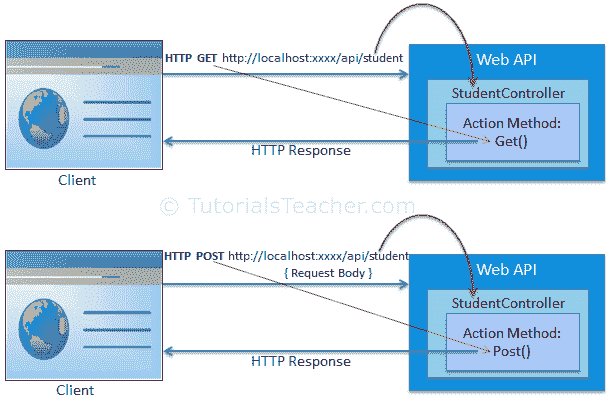 HTTP GET http://localhost:xxxx/api/student
Web API
StudentController
Action Method:
Get()
HTTP Response
Client
© TutorialsTeacher.com
HTTP POST http://localhost:xxxx/api/student
{ Request Body }
Web API
StudentController
Action Method:
Post()
HTTP Response
Client